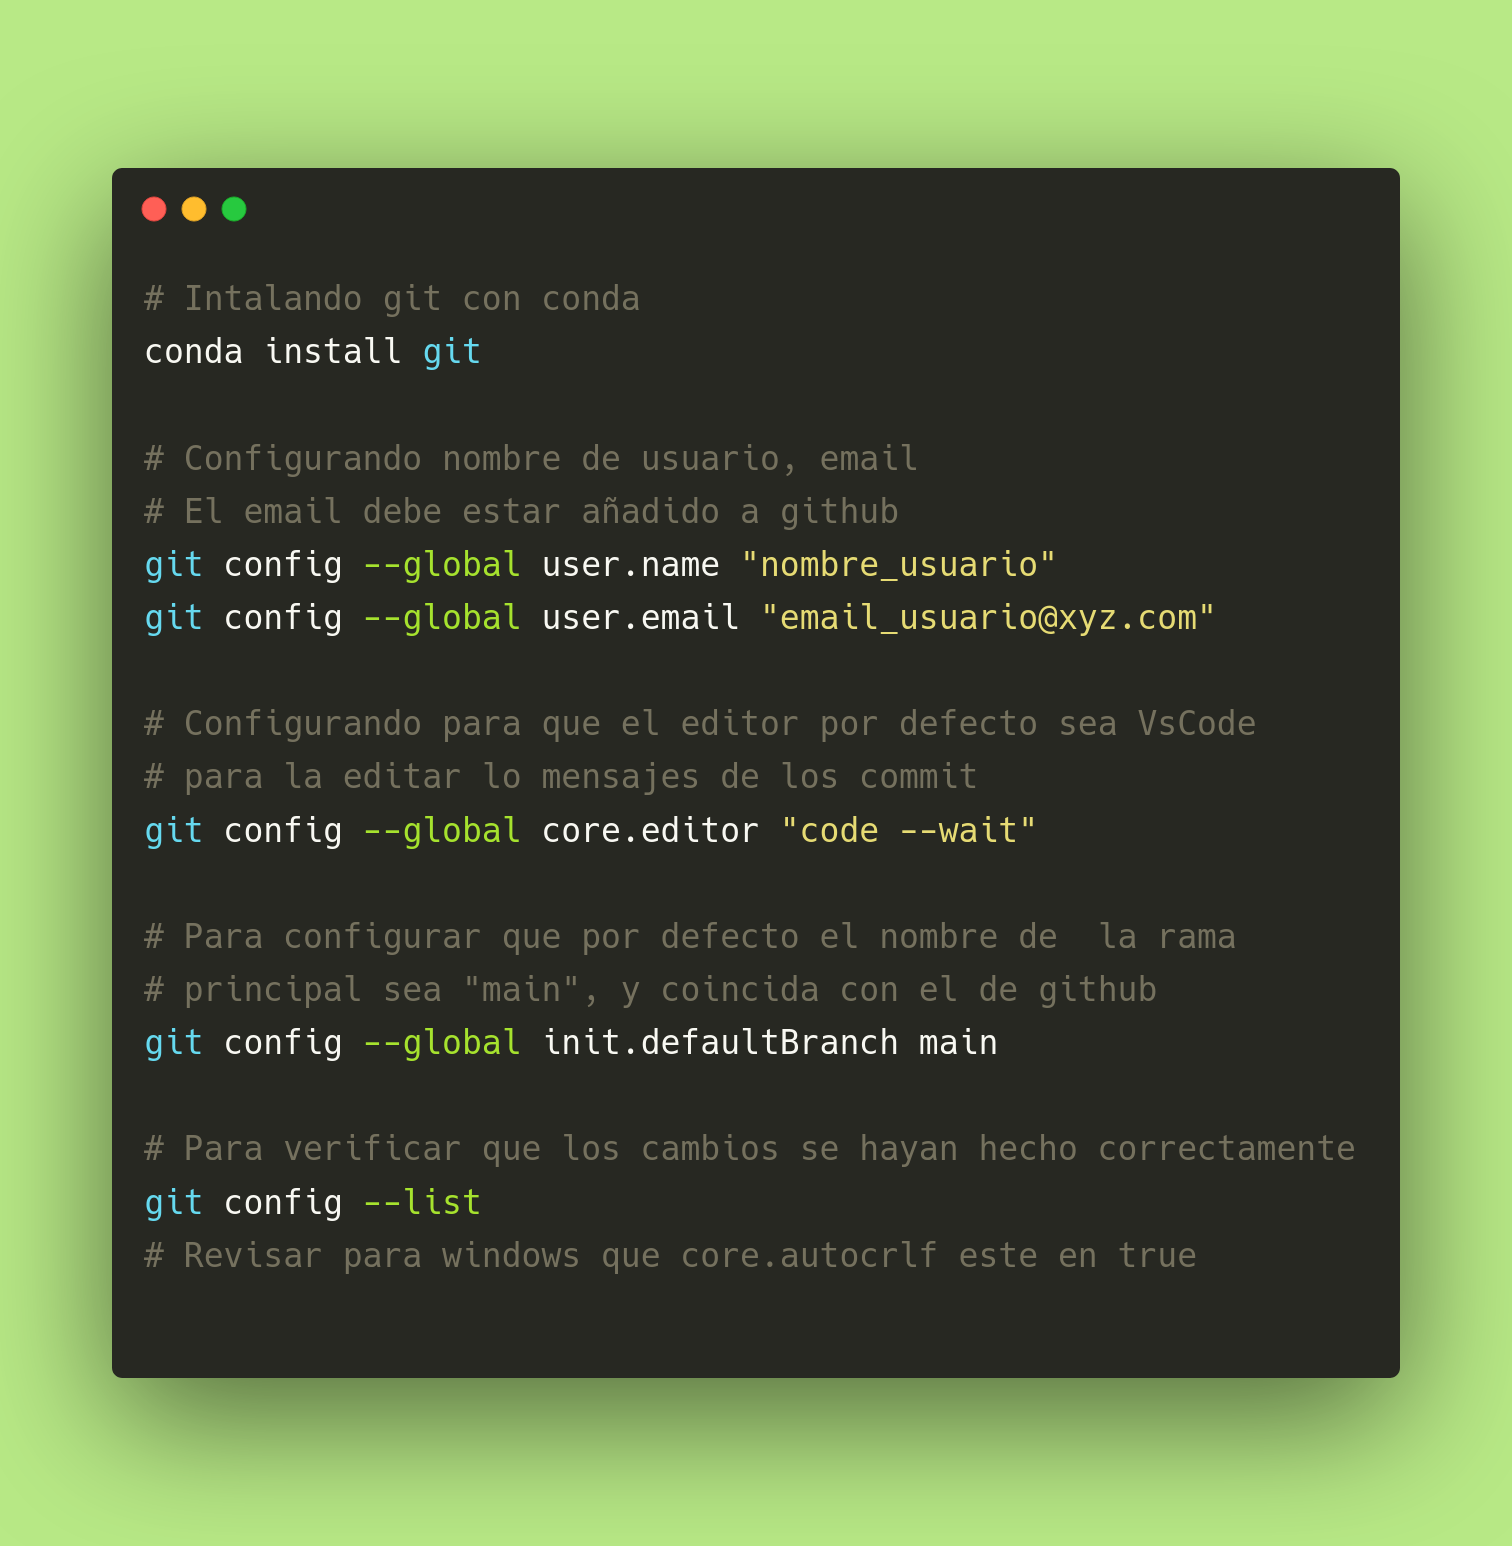 # Intalando git con conda
conda install git
# Configurando nombre de usuario, email
# El email debe estar añadido a github
git config --global user.name "nombre_usuario"
git config --global user.email "email_usuario@xyz.com"
# Configurando para que el editor por defecto sea VsCode
# para la editar lo mensajes de los commit
git config --global core.editor "code --wait"
# Para configurar que por defecto el nombre de  la rama
# principal sea "main", y coincida con el de github
git config --global init.defaultBranch main
# Para verificar que los cambios se hayan hecho correctamente
git config --list
# Revisar para windows que core.autocrlf este en true